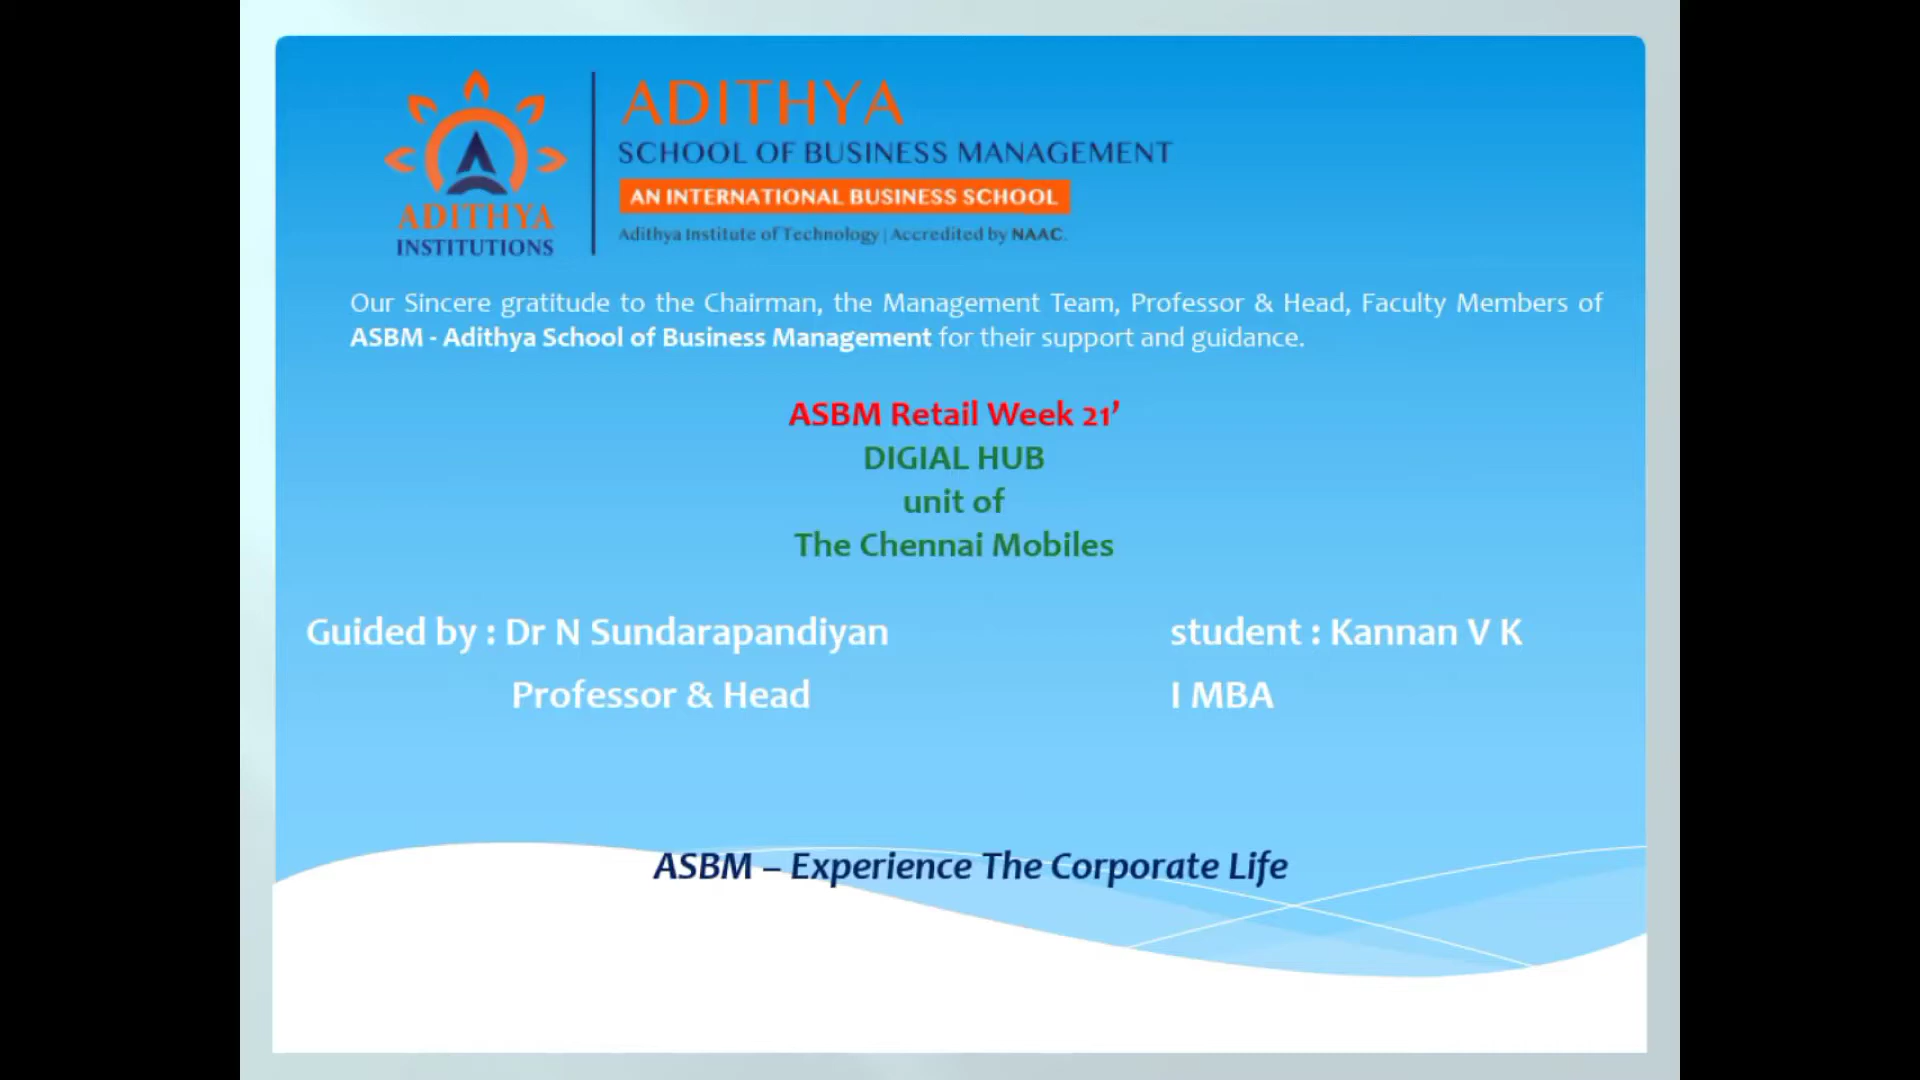 ADITHYA
INSTITUTIONS
ADITHYA
SCHOOL OF BUSINESS MANAGEMENT
AN INTERNATIONAL BUSINESS SCHOOL
Adithya Institute of Technology | Accredited by NAAC.
Our Sincere gratitude to the Chairman, the Management Team, Professor & Head, Faculty Members of
ASBM - Adithya School of Business Management for their support and guidance.
ASBM Retail Week 21’
DIGIAL HUB
unit of
The Chennai Mobiles
Guided by : Dr N Sundarapandiyan
Professor & Head
student : Kannan V K
I MBA
ASBM – Experience The Corporate Life